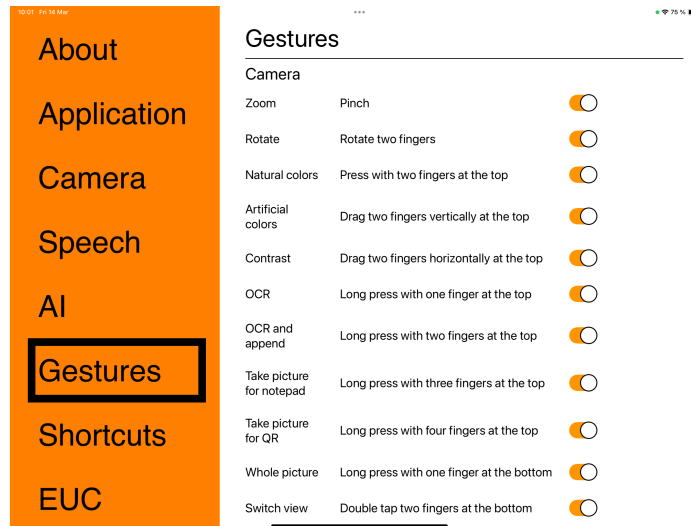 10:01 Fri 14 Mar
75 %
About
Application
Camera
Speech
AI
Gestures
Shortcuts
EUC
Gestures
Camera
Zoom Pinch
Rotate Rotate two fingers
Natural colors Press with two fingers at the top
Artificial
colors
Drag two fingers vertically at the top
Contrast Drag two fingers horizontally at the top
OCR Long press with one finger at the top
OCR and
append
Long press with two fingers at the top
Take picture
for notepad
Long press with three fingers at the top
Take picture
for QR
Long press with four fingers at the top
Whole picture Long press with one finger at the bottom
Switch view Double tap two fingers at the bottom